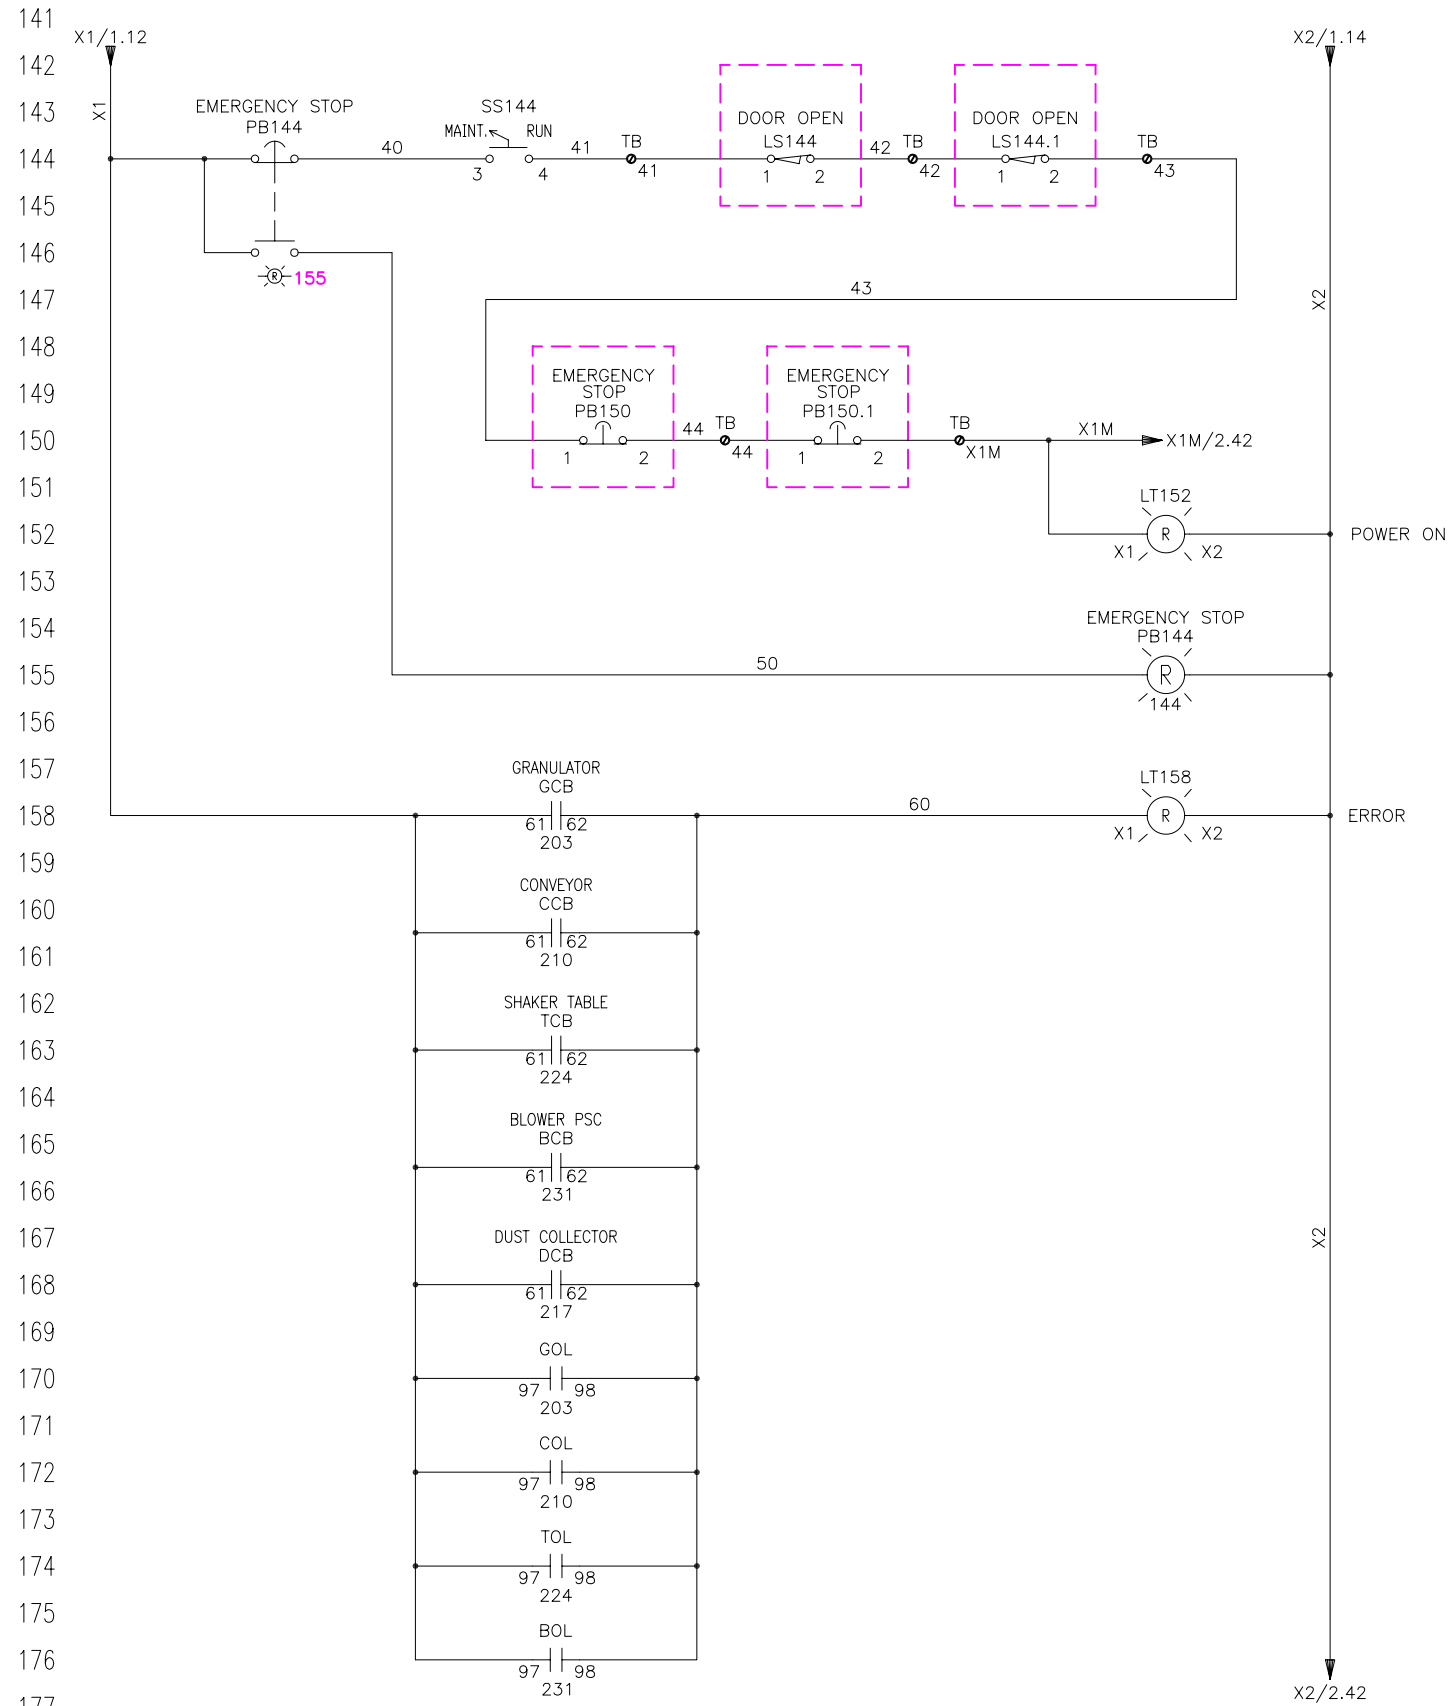 141
X1/1.12
X2/1.14
142
143
X1
EMERGENCY STOP
PB144
SS144
MAINT.
RUN
DOOR OPEN
LS144
DOOR OPEN
LS144.1
144
40
3
4
41
TB
41
1
2
42
TB
42
1
2
TB
43
145
146
155
R
147
43
X2
148
149
EMERGENCY
STOP
PB150
EMERGENCY
STOP
PB150.1
150
1
2
44
TB
44
1
2
TB
X1M
X1M
X1M/2.42
151
LT152
152
X1
R
X2
POWER ON
153
154
EMERGENCY STOP
PB144
155
50
R
144
156
157
GRANULATOR
GCB
LT158
158
61
62
203
60
X1
R
X2
ERROR
159
160
CONVEYOR
CCB
61
62
210
161
162
SHAKER TABLE
TCB
163
61
62
224
164
165
BLOWER PSC
BCB
61
62
231
166
167
X2
DUST COLLECTOR
DCB
168
61
62
217
169
GOL
170
97
98
203
171
COL
172
97
98
210
173
TOL
174
97
98
224
175
BOL
176
97
98
231
177
X2/2.42